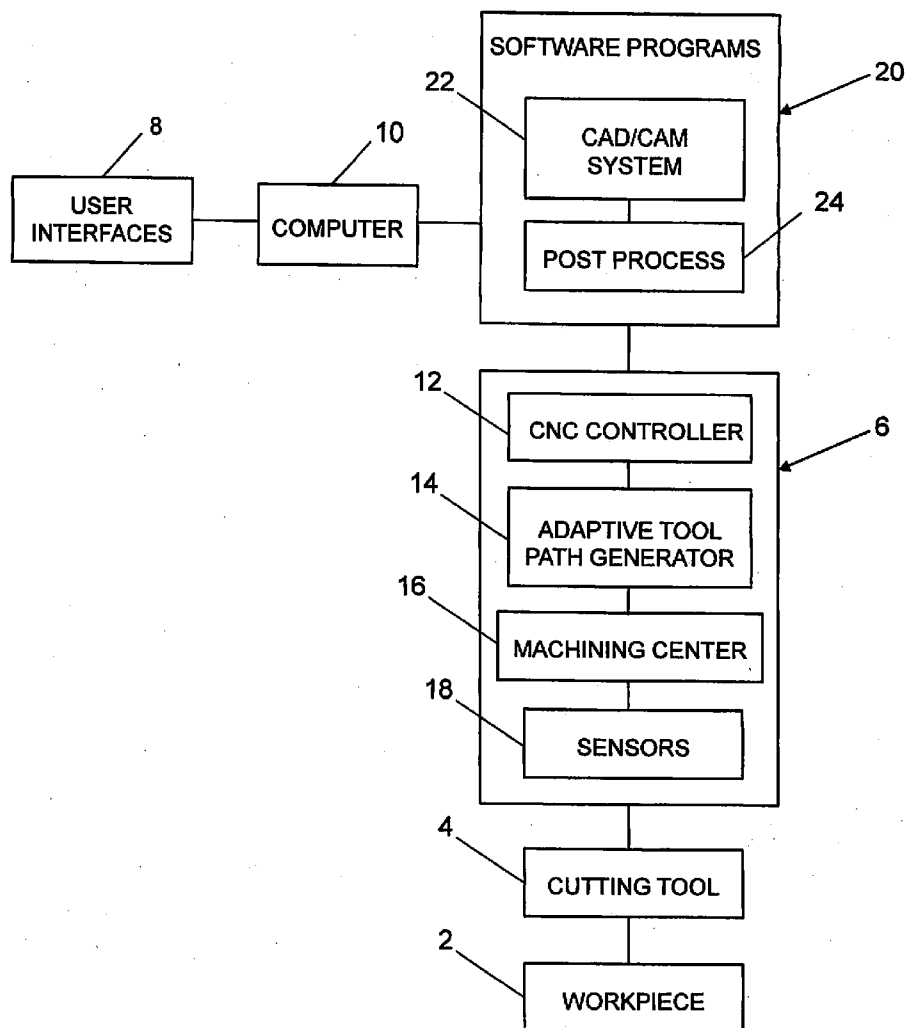 SOFTWARE PROGRAMS
20
22
CAD/CAM
SYSTEM
8
10
USER
INTERFACES
COMPUTER
24
POST PROCESS
12
CNC CONTROLLER
6
14
ADAPTIVE TOOL
PATH GENERATOR
16
MACHINING CENTER
18
SENSORS
4
CUTTING TOOL
2
WORKPIECE